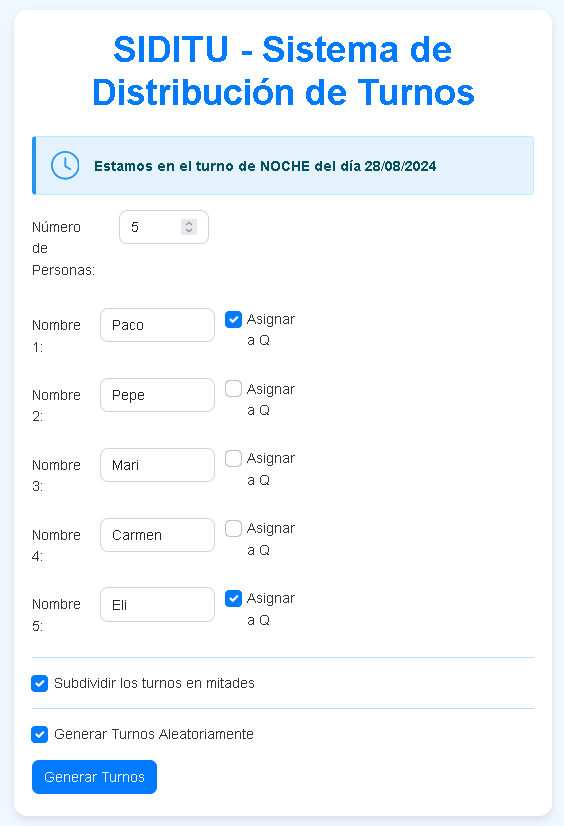 SIDITU - Sistema de
Distribución de Turnos
Estamos en el turno de NOCHE del día 28/08/2024
Número
de
Personas:
5
Nombre
1:
Paco
Asignar
a Q
Nombre
2:
Pepe
Asignar
a Q
Nombre
3:
Mari
Asignar
a Q
Nombre
4:
Carmen
Asignar
a Q
Nombre
5:
Eli
Asignar
a Q
Subdividir los turnos en mitades
Generar Turnos Aleatoriamente
Generar Turnos